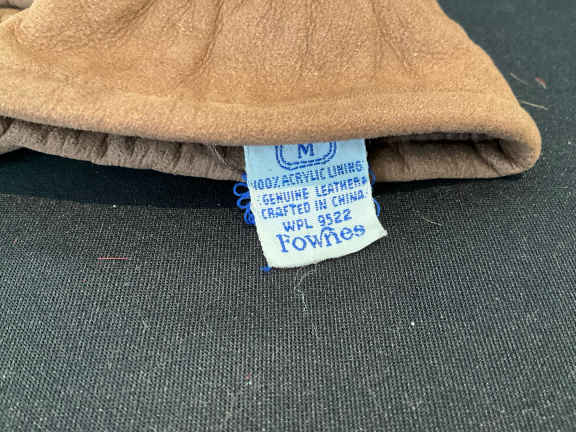 M
100% ACRYLIC LINING
GENUINE LEATHER
CRAFTED IN CHINA
WPL 9522
Fownes